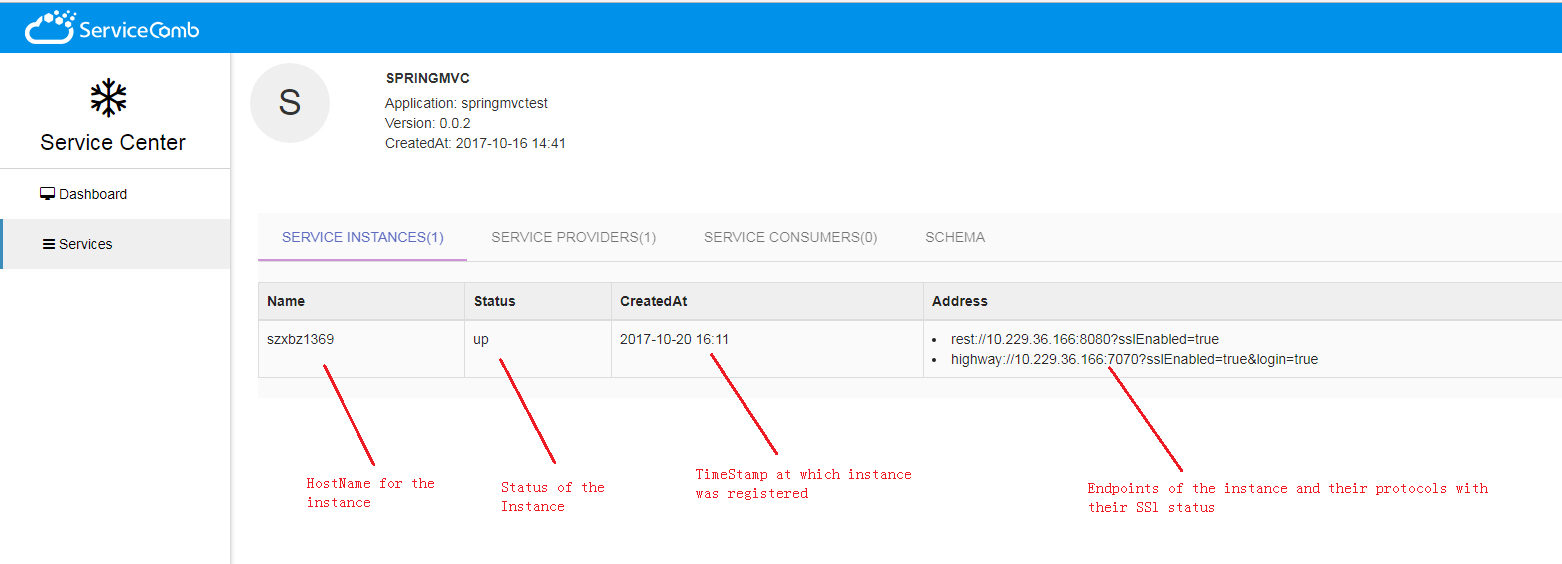 ServiceComb
Service Center
Dashboard
Services
S
SPRINGMVC
Application: springmvctest
Version: 0.0.2
CreatedAt: 2017-10-16 14:41
SERVICE INSTANCES(1) SERVICE PROVIDERS(1) SERVICE CONSUMERS(0) SCHEMA
Name Status CreatedAt Address
szxbz1369 up 2017-10-20 16:11 rest://10.229.36.166:8080?sslEnabled=true
highway://10.229.36.166:7070?sslEnabled=true&login=true
HostName for the
instance
Status of the
Instance
TimeStamp at which instance
was registered
Endpoints of the instance and their protocols with
their SSl status